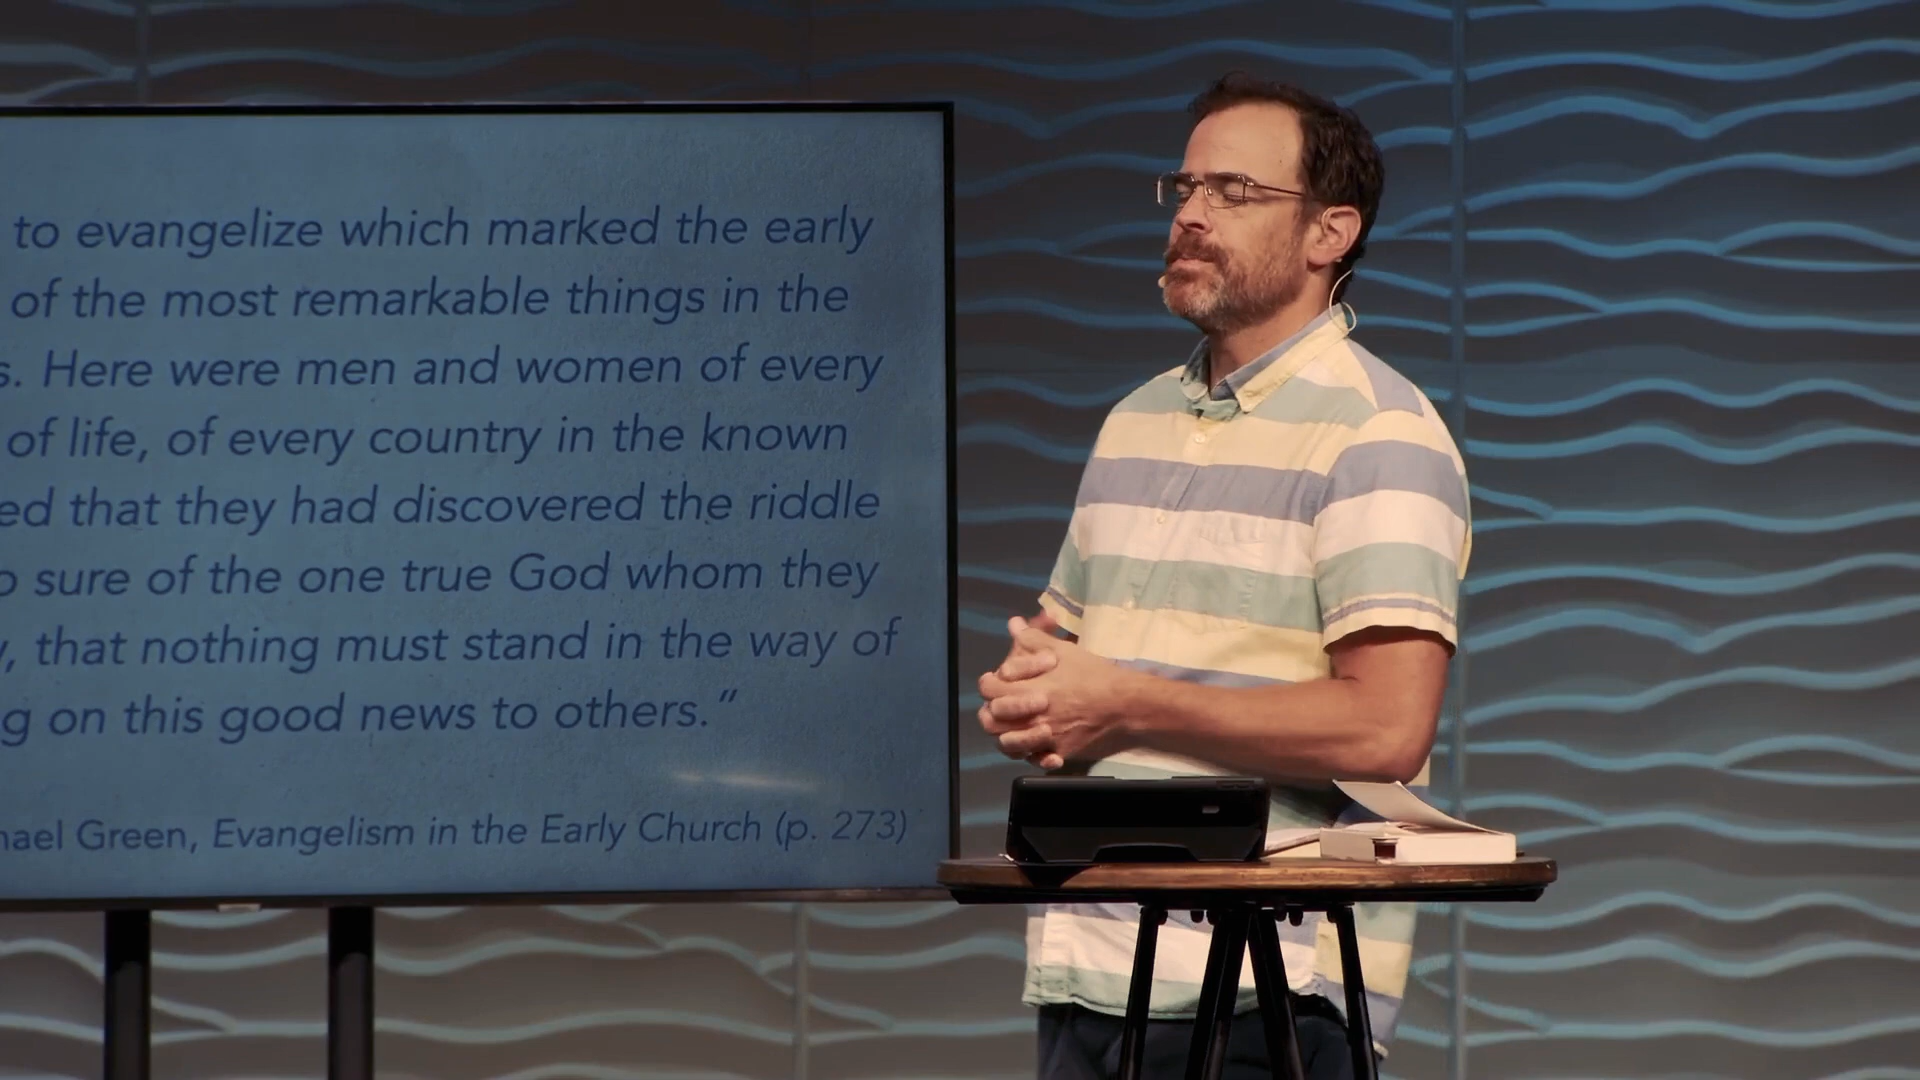 to evangelize which marked the early
of the most remarkable things in the
s. Here were men and women of every
of life, of every country in the known
ed that they had discovered the riddle
o sure of the one true God whom they
, that nothing must stand in the way of
g on this good news to others."
hael Green, Evangelism in the Early Church (p. 273)